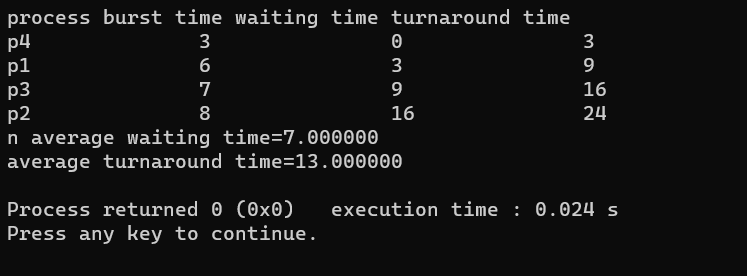 process burst time waiting time turnaround time
p4 3 0 3
p1 6 3 9
p3 7 9 16
p2 8 16 24
n average waiting time=7.000000
average turnaround time=13.000000
Process returned 0 (0x0) execution time : 0.024 s
Press any key to continue.